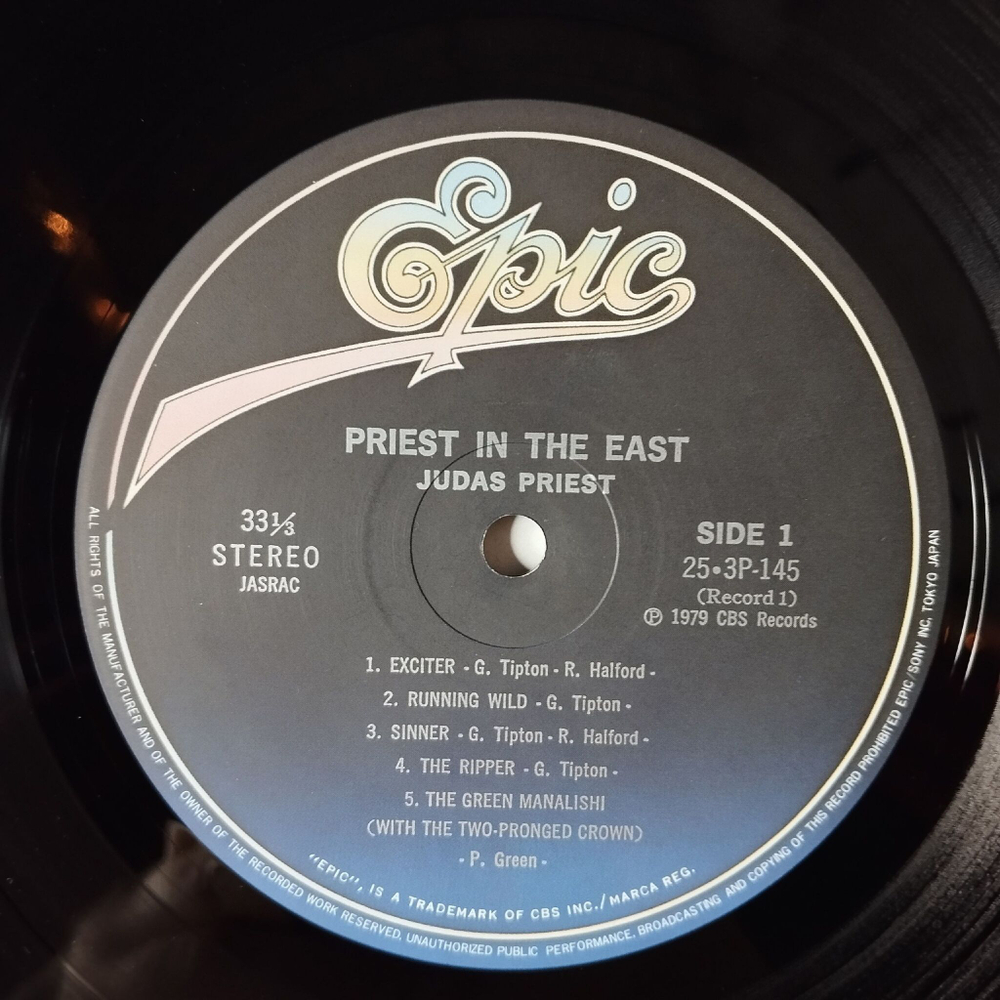 Epic
PRIEST IN THE EAST
JUDAS PRIEST
33⅓
STEREO
JASRAC
SIDE 1
25•3P-145
(Record 1)
℗ 1979 CBS Records
1. EXCITER - G. Tipton - R. Halford -
2. RUNNING WILD - G. Tipton -
3. SINNER - G. Tipton - R. Halford -
4. THE RIPPER - G. Tipton -
5. THE GREEN MANALISHI
(WITH THE TWO-PRONGED CROWN)
- P. Green -
"EPIC", IS A TRADEMARK OF CBS INC./MARCA REG.
ALL RIGHTS OF THE MANUFACTURER AND OF THE OWNER OF THE RECORDED WORK RESERVED. UNAUTHORIZED PUBLIC PERFORMANCE, BROADCASTING AND COPYING OF THIS RECORD PROHIBITED EPIC/SONY INC. TOKYO JAPAN